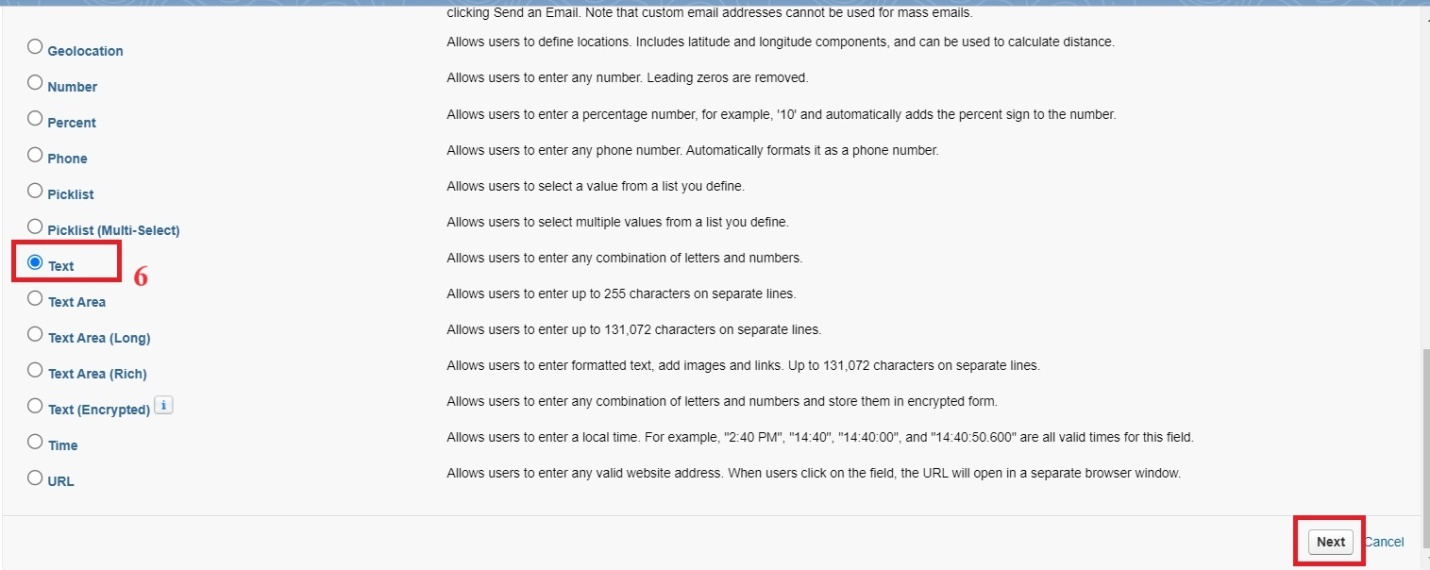 clicking Send an Email. Note that custom email addresses cannot be used for mass emails.
Geolocation Allows users to define locations. Includes latitude and longitude components, and can be used to calculate distance.
Number Allows users to enter any number. Leading zeros are removed.
Percent Allows users to enter a percentage number, for example, '10' and automatically adds the percent sign to the number.
Phone Allows users to enter any phone number. Automatically formats it as a phone number.
Picklist Allows users to select a value from a list you define.
Picklist (Multi-Select) Allows users to select multiple values from a list you define.
Text 6 Allows users to enter any combination of letters and numbers.
Text Area Allows users to enter up to 255 characters on separate lines.
Text Area (Long) Allows users to enter up to 131,072 characters on separate lines.
Text Area (Rich) Allows users to enter formatted text, add images and links. Up to 131,072 characters on separate lines.
Text (Encrypted) i Allows users to enter any combination of letters and numbers and store them in encrypted form.
Time Allows users to enter a local time. For example, "2:40 PM", "14:40", "14:40:00", and "14:40:50.600" are all valid times for this field.
URL Allows users to enter any valid website address. When users click on the field, the URL will open in a separate browser window.
Next Cancel